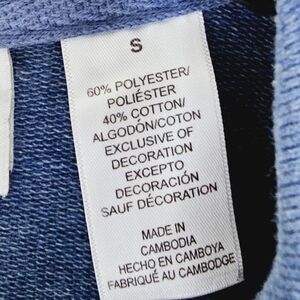 S
60% POLYESTER/
POLIÉSTER
40% COTTON/
ALGODÓN/COTON
EXCLUSIVE OF
DECORATION
EXCEPTO
DECORACIÓN
SAUF DÉCORATION
MADE IN
CAMBODIA
HECHO EN CAMBOYA
FABRIQUÉ AU CAMBODGE